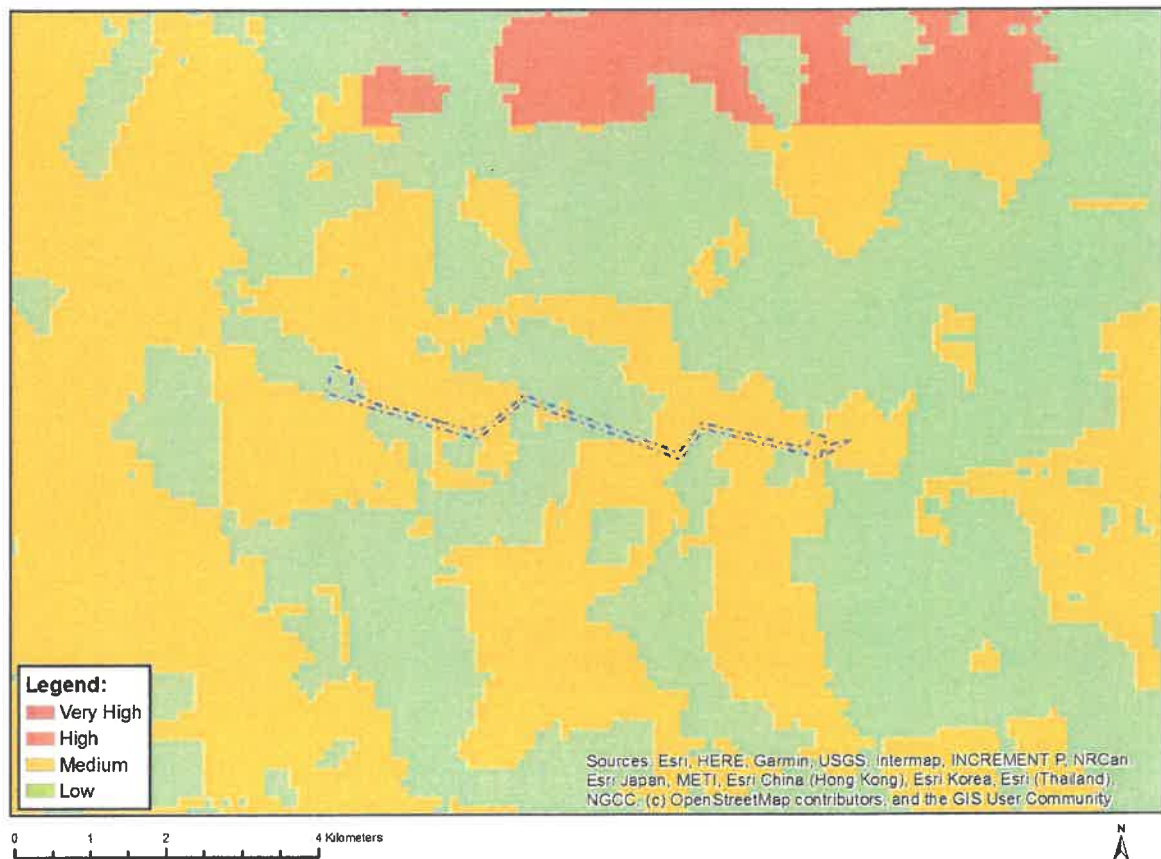 Legend:
Very High
High
Medium
Low
Sources: Esri, HERE, Garmin, USGS, Intermap, INCREMENT P, NRCan
Esri Japan, METI, Esri China (Hong Kong), Esri Korea, Esri (Thailand),
NGCC, (c) OpenStreetMap contributors, and the GIS User Community
0 1 2 4 Kilometers
N